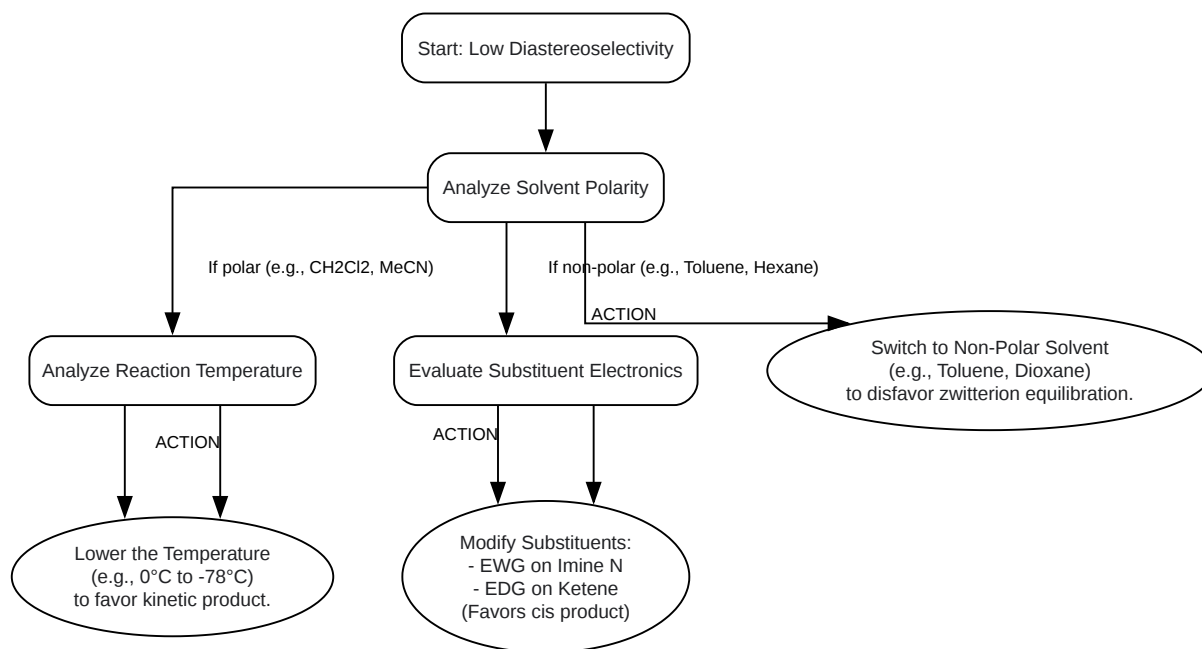 Start: Low Diastereoselectivity
Analyze Solvent Polarity
If polar (e.g., CH2Cl2, MeCN)
If non-polar (e.g., Toluene, Hexane)
ACTION
Analyze Reaction Temperature
Evaluate Substituent Electronics
Switch to Non-Polar Solvent
(e.g., Toluene, Dioxane)
to disfavor zwitterion equilibration.
ACTION
ACTION
Lower the Temperature
(e.g., 0°C to -78°C)
to favor kinetic product.
Modify Substituents:
- EWG on Imine N
- EDG on Ketene
(Favors cis product)